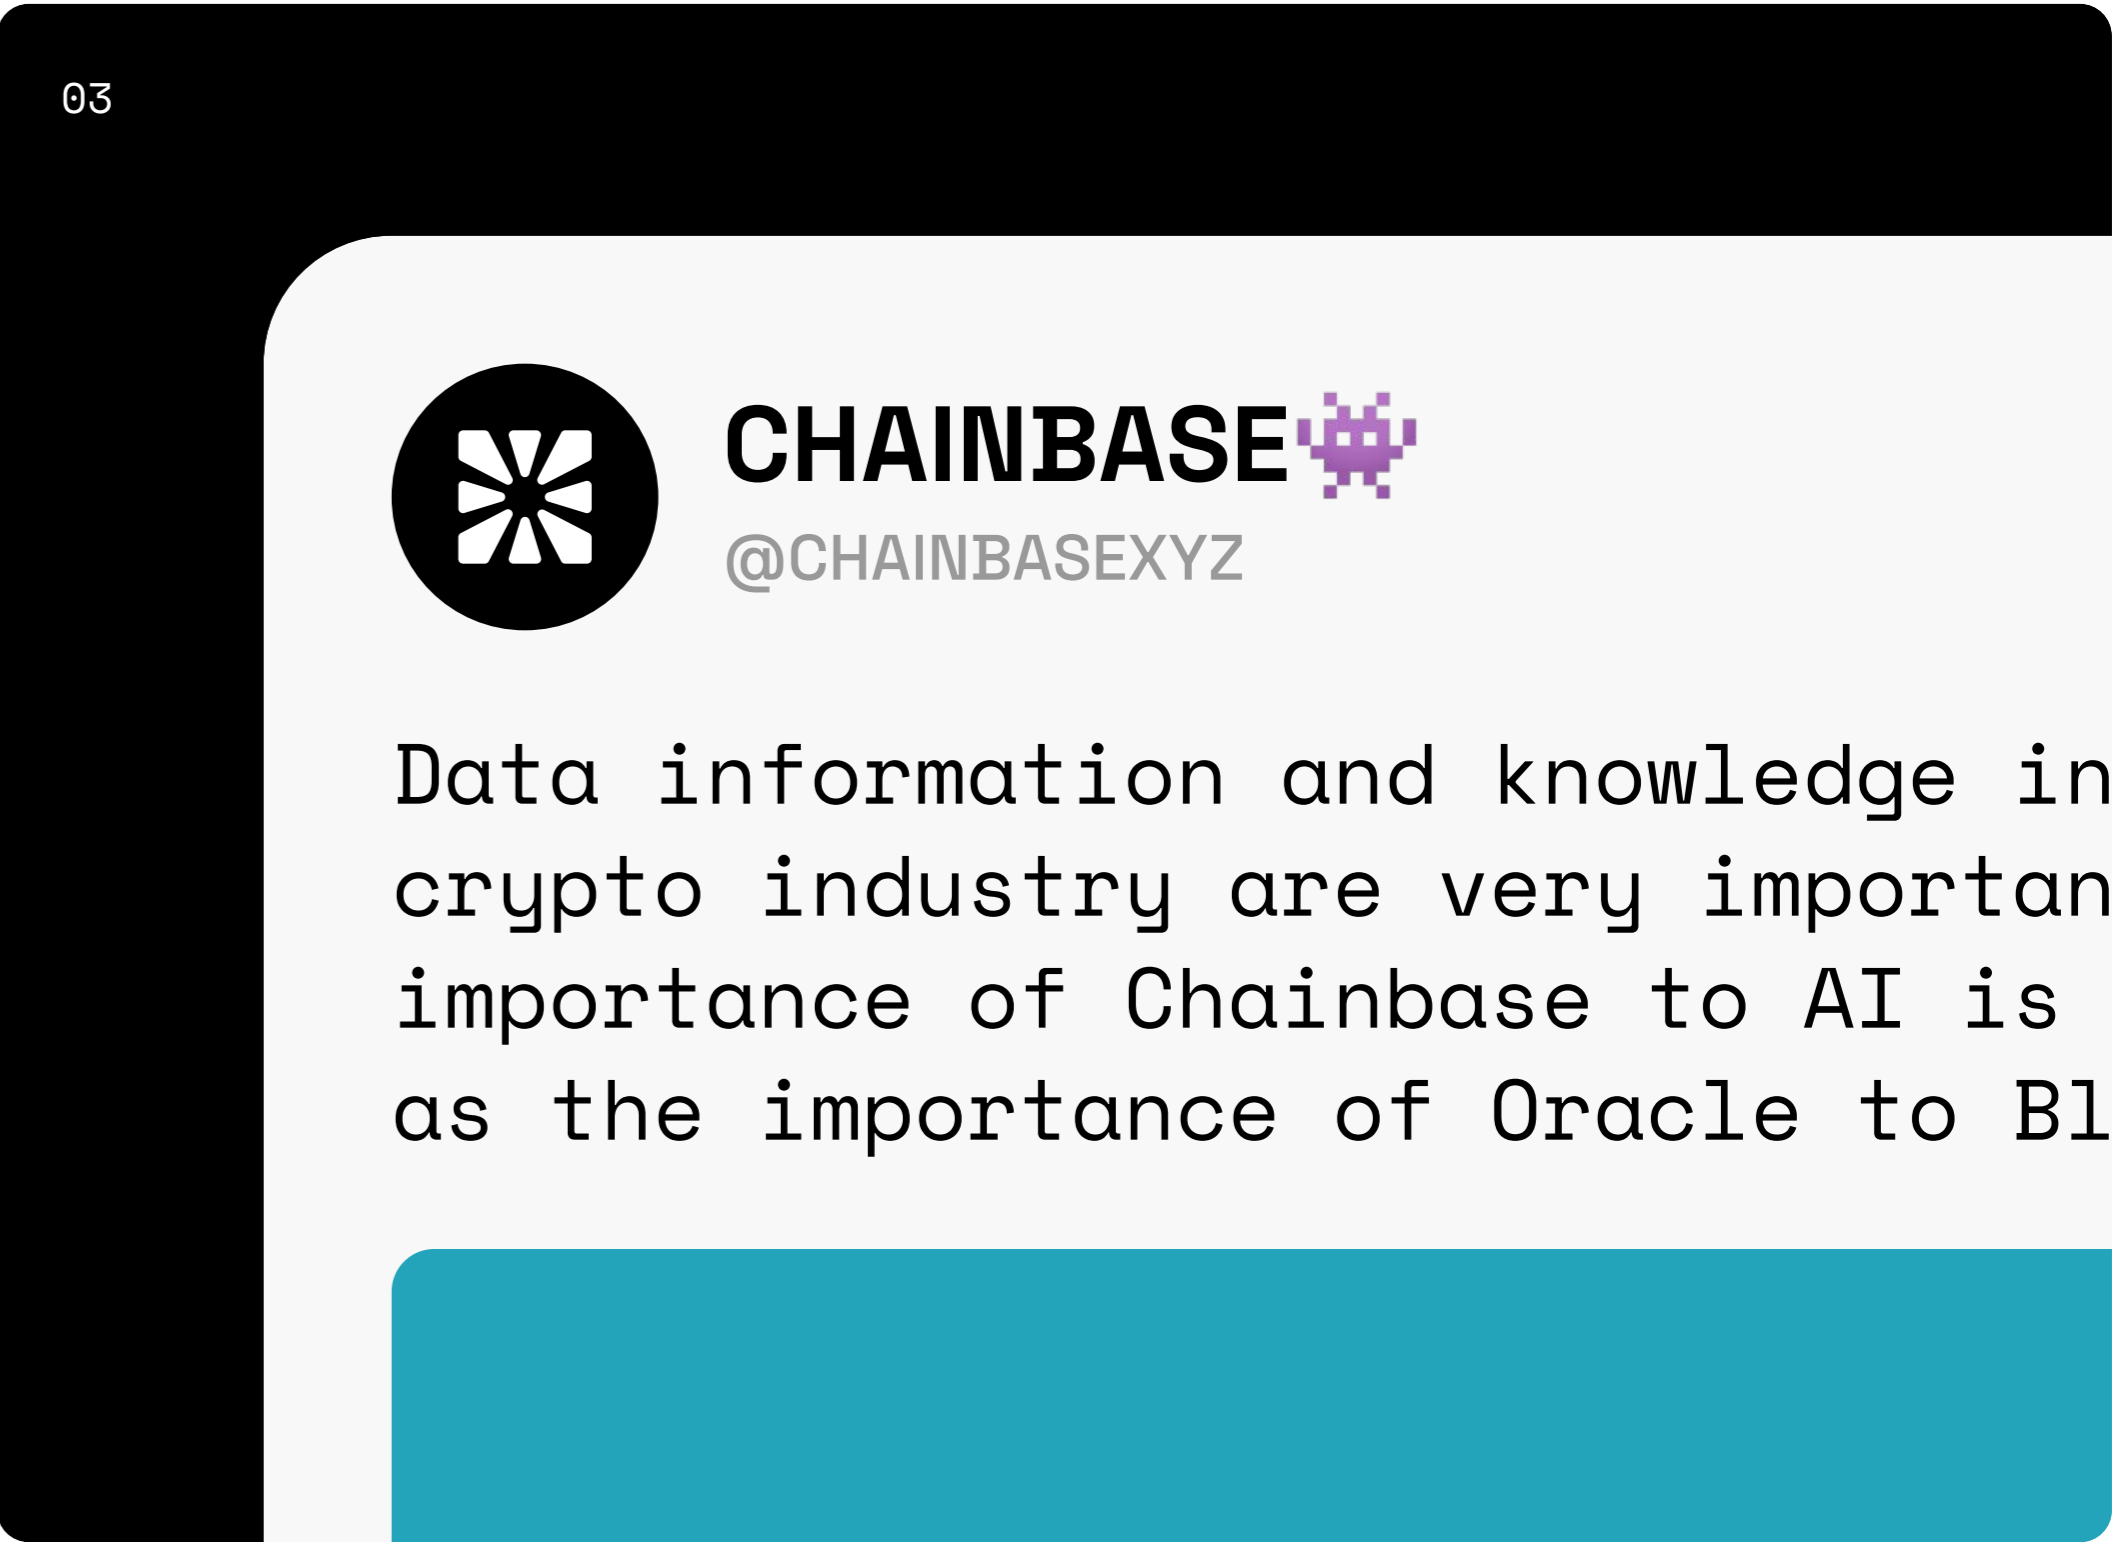 03
CHAINBASE👾
@CHAINBASEXYZ
Data information and knowledge in
crypto industry are very importan
importance of Chainbase to AI is
as the importance of Oracle to Bl